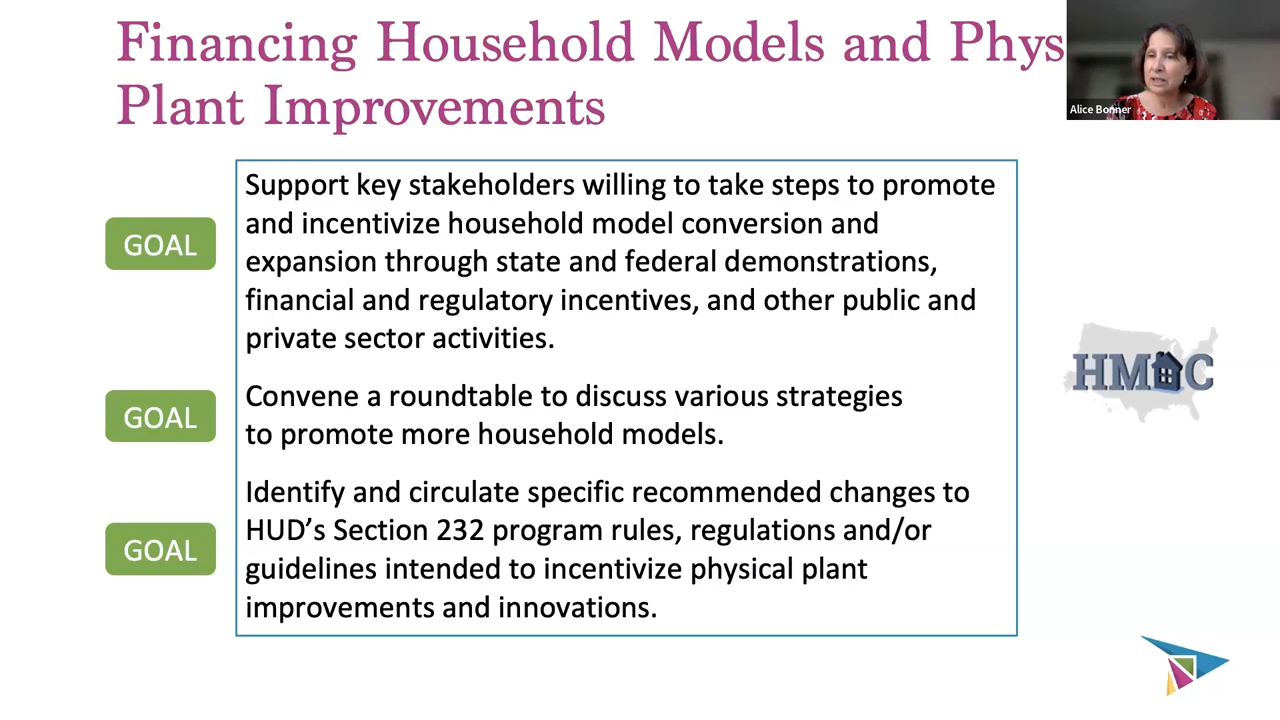 Financing Household Models and Phys
Plant Improvements
Alice Bonner
GOAL
Support key stakeholders willing to take steps to promote
and incentivize household model conversion and
expansion through state and federal demonstrations,
financial and regulatory incentives, and other public and
private sector activities.
GOAL
Convene a roundtable to discuss various strategies
to promote more household models.
GOAL
Identify and circulate specific recommended changes to
HUD’s Section 232 program rules, regulations and/or
guidelines intended to incentivize physical plant
improvements and innovations.
HM C